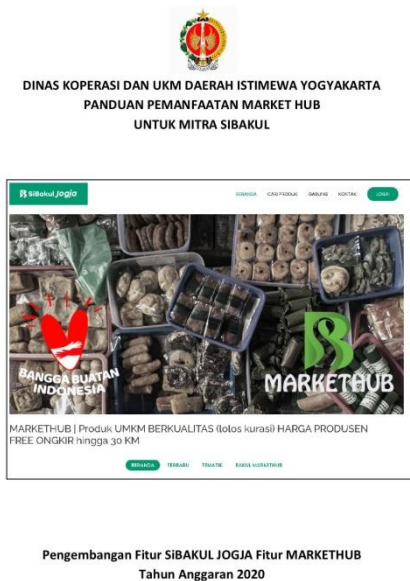 DINAS KOPERASI DAN UKM DAERAH ISTIMEWA YOGYAKARTA
PANDUAN PEMANFAATAN MARKET HUB
UNTUK MITRA SIBAKUL
SiBakul Jogja
BERANDA CARI PRODUK GABUNG KONTAK LOGIN
BANGGA BUATAN
INDONESIA
MARKETHUB
MARKETHUB | Produk UMKM BERKUALITAS (lolos kurasi) HARGA PRODUSEN
FREE ONGKIR hingga 30 KM
BERANDA TERBARU TEMATIK BAKUL MARKETHUB
Pengembangan Fitur SiBAKUL JOGJA Fitur MARKETHUB
Tahun Anggaran 2020